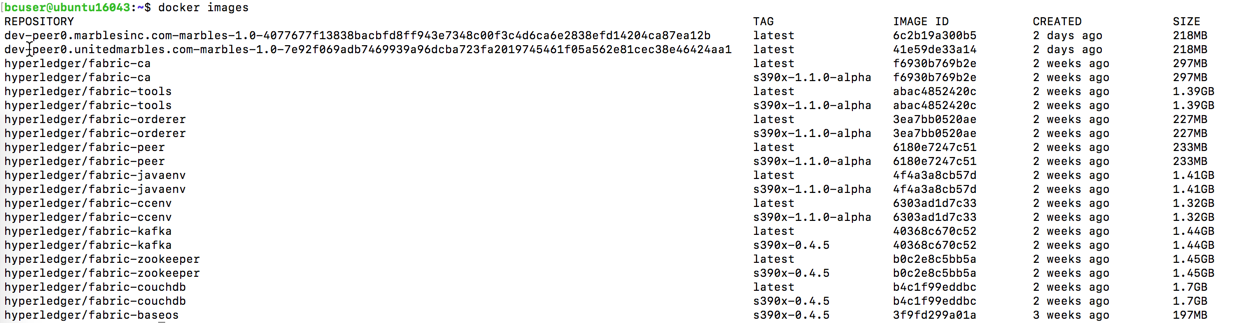 [bcuser@ubuntu16043:~$ docker images
REPOSITORY TAG IMAGE ID CREATED SIZE
dev-peer0.marblesinc.com-marbles-1.0-4077677f13838bacbfd8ff943e7348c00f3c4d6ca6e2838efd14204ca87ea12b latest 6c2b19a300b5 2 days ago 218MB
dev-peer0.unitedmarbles.com-marbles-1.0-7e92f069adb7469939a96dcba723fa2019745461f05a562e81cec38e46424aa1 latest 41e59de33a14 2 days ago 218MB
hyperledger/fabric-ca latest f6930b769b2e 2 weeks ago 297MB
hyperledger/fabric-ca s390x-1.1.0-alpha f6930b769b2e 2 weeks ago 297MB
hyperledger/fabric-tools latest abac4852420c 2 weeks ago 1.39GB
hyperledger/fabric-tools s390x-1.1.0-alpha abac4852420c 2 weeks ago 1.39GB
hyperledger/fabric-orderer latest 3ea7bb0520ae 2 weeks ago 227MB
hyperledger/fabric-orderer s390x-1.1.0-alpha 3ea7bb0520ae 2 weeks ago 227MB
hyperledger/fabric-peer latest 6180e7247c51 2 weeks ago 233MB
hyperledger/fabric-peer s390x-1.1.0-alpha 6180e7247c51 2 weeks ago 233MB
hyperledger/fabric-javaenv latest 4f4a3a8cb57d 2 weeks ago 1.41GB
hyperledger/fabric-javaenv s390x-1.1.0-alpha 4f4a3a8cb57d 2 weeks ago 1.41GB
hyperledger/fabric-ccenv latest 6303ad1d7c33 2 weeks ago 1.32GB
hyperledger/fabric-ccenv s390x-1.1.0-alpha 6303ad1d7c33 2 weeks ago 1.32GB
hyperledger/fabric-kafka latest 40368c670c52 2 weeks ago 1.44GB
hyperledger/fabric-kafka s390x-0.4.5 40368c670c52 2 weeks ago 1.44GB
hyperledger/fabric-zookeeper latest b0c2e8c5bb5a 2 weeks ago 1.45GB
hyperledger/fabric-zookeeper s390x-0.4.5 b0c2e8c5bb5a 2 weeks ago 1.45GB
hyperledger/fabric-couchdb latest b4c1f99eddbc 2 weeks ago 1.7GB
hyperledger/fabric-couchdb s390x-0.4.5 b4c1f99eddbc 2 weeks ago 1.7GB
hyperledger/fabric-baseos s390x-0.4.5 3f9fd299a01a 3 weeks ago 197MB